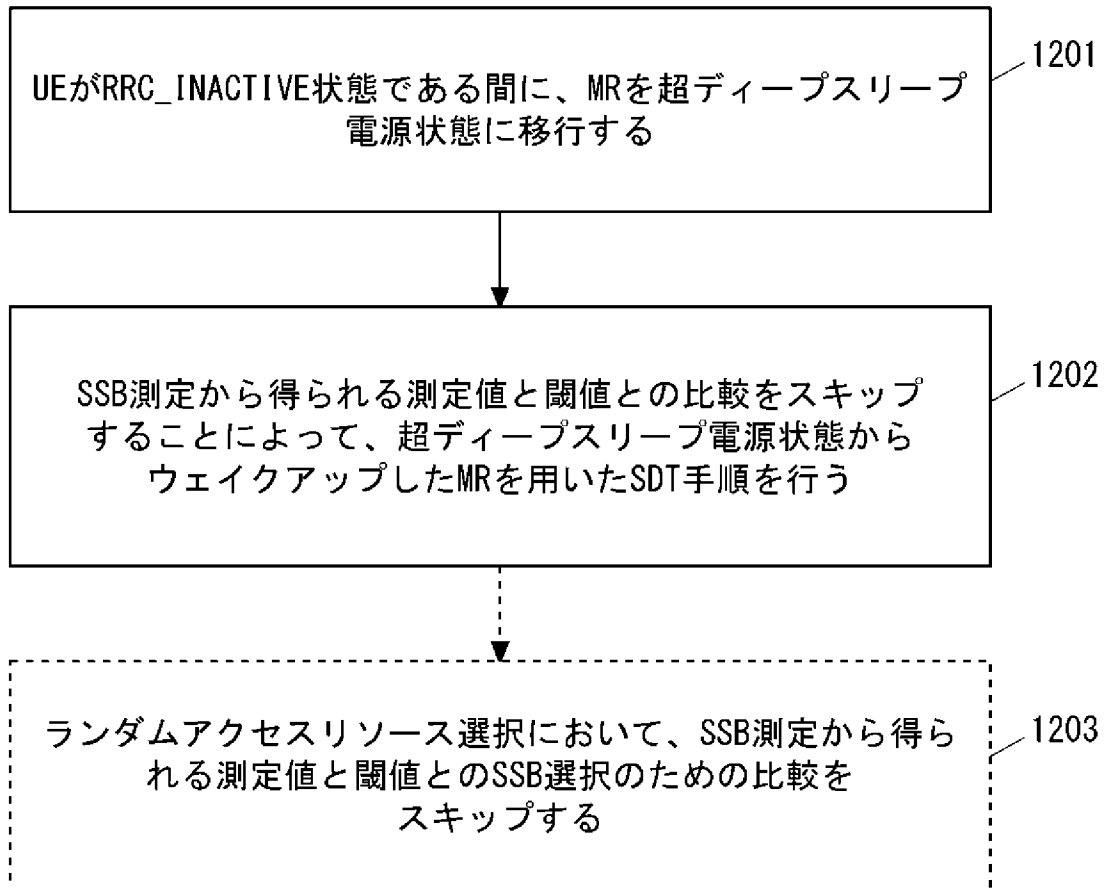 1201
UEがRRC_INACTIVE状態である間に、MRを超ディープスリープ
電源状態に移行する
1202
SSB測定から得られる測定値と閾値との比較をスキップ
することによって、超ディープスリープ電源状態から
ウェイクアップしたMRを用いたSDT手順を行う
1203
ランダムアクセスリソース選択において、SSB測定から得ら
れる測定値と閾値とのSSB選択のための比較を
スキップする